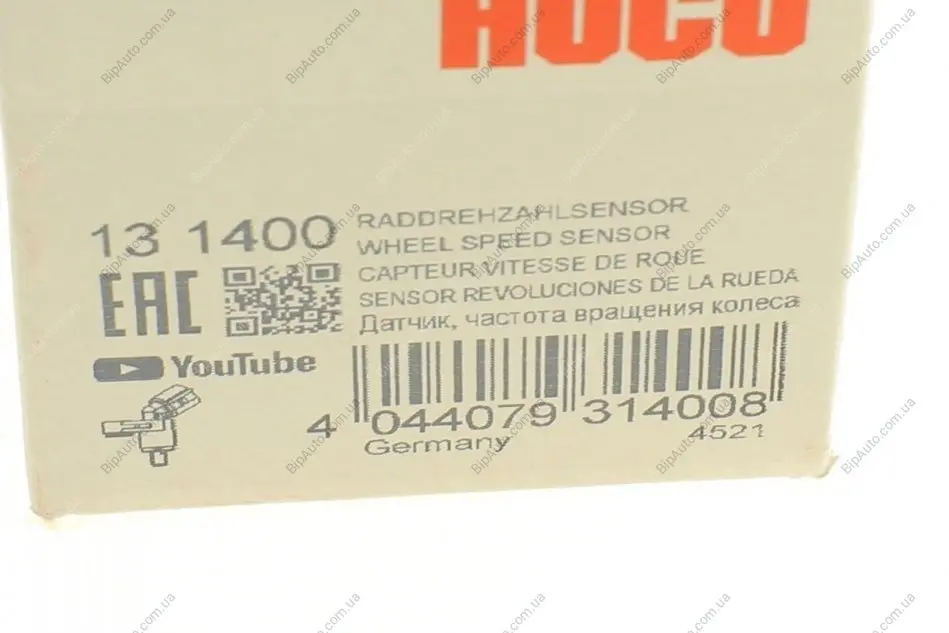 HUCO
13 1400
RADDREHZAHLSENSOR
WHEEL SPEED SENSOR
CAPTEUR, VITESSE DE ROUE
SENSOR REVOLUCIONES DE LA RUEDA
Датчик, частота вращения колеса
EAC
YouTube
4 044079 314008
Germany
4521
BipAuto.com.ua